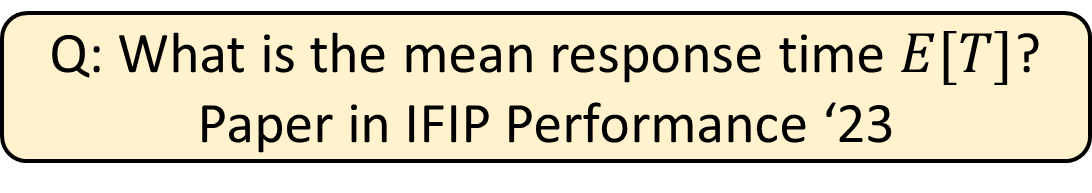 Q: What is the mean response time E[T]?
Paper in IFIP Performance ‘23